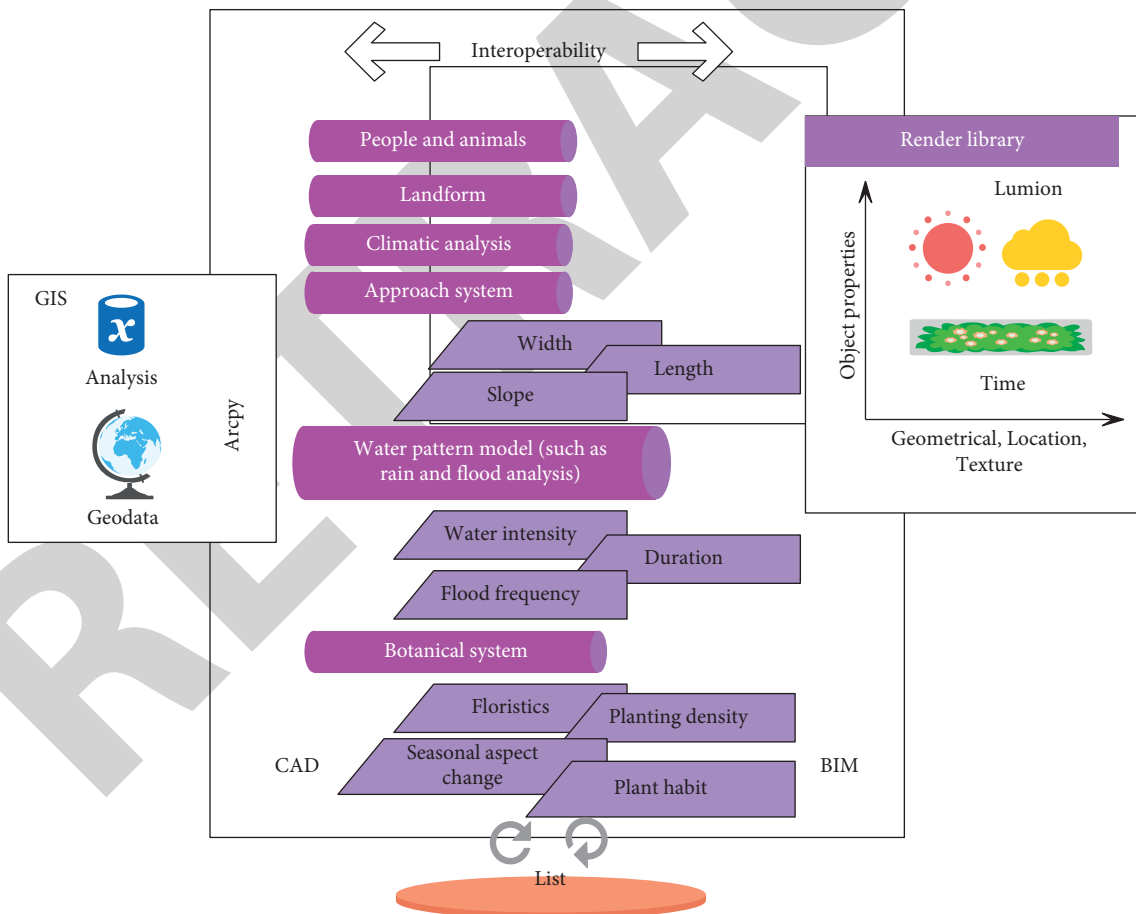 Interoperability
People and animals
Landform
Climatic analysis
Approach system
Width
Length
Slope
Water pattern model (such as
rain and flood analysis)
Water intensity
Duration
Flood frequency
Botanical system
Floristics
Planting density
Seasonal aspect
change
Plant habit
CAD
BIM
List
GIS
x
Analysis
Geodata
Arcpy
Render library
Lumion
Object properties
Time
Geometrical, Location,
Texture